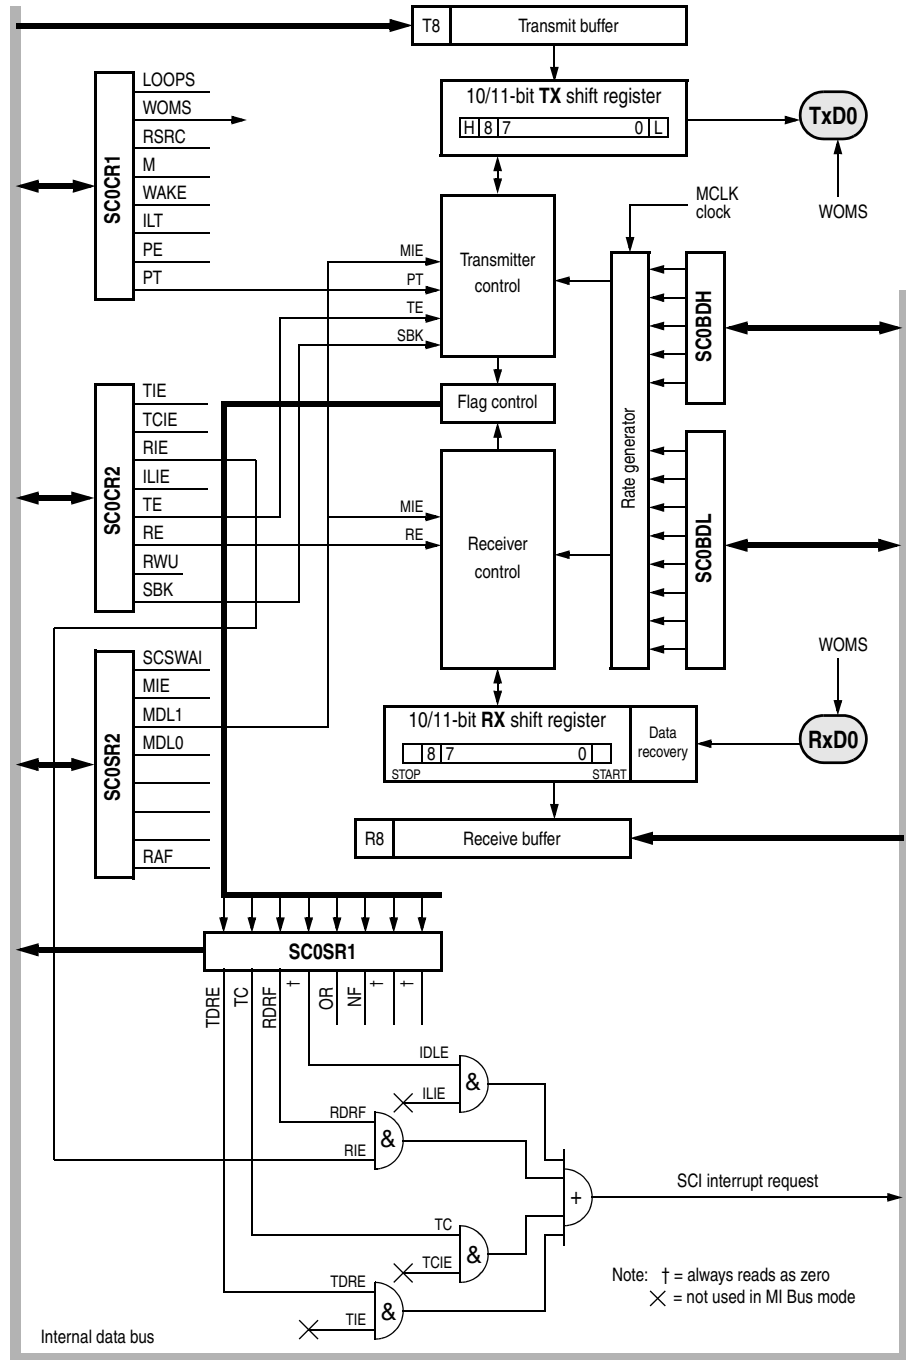 T8 Transmit buffer
10/11-bit TX shift register
H 8 7 0 L
TxD0
WOMS
MCLK
clock
SC0CR1
LOOPS
WOMS
RSRC
M
WAKE
ILT
PE
PT
MIE
PT
TE
SBK
Transmitter
control
Rate generator
SC0BDH
Flag control
SC0CR2
TIE
TCIE
RIE
ILIE
TE
RE
RWU
SBK
MIE
RE
Receiver
control
SC0BDL
SC0SR2
SCSWAI
MIE
MDL1
MDL0
RAF
WOMS
RxD0
10/11-bit RX shift register
8 7 0
STOP START
Data
recovery
R8 Receive buffer
SC0SR1
TDRE
TC
RDRF
†
OR
NF
†
†
IDLE
ILIE
&
RDRF
RIE
&
+
SCI interrupt request
TC
TCIE
&
TDRE
TIE
&
Note: † = always reads as zero
= not used in MI Bus mode
Internal data bus